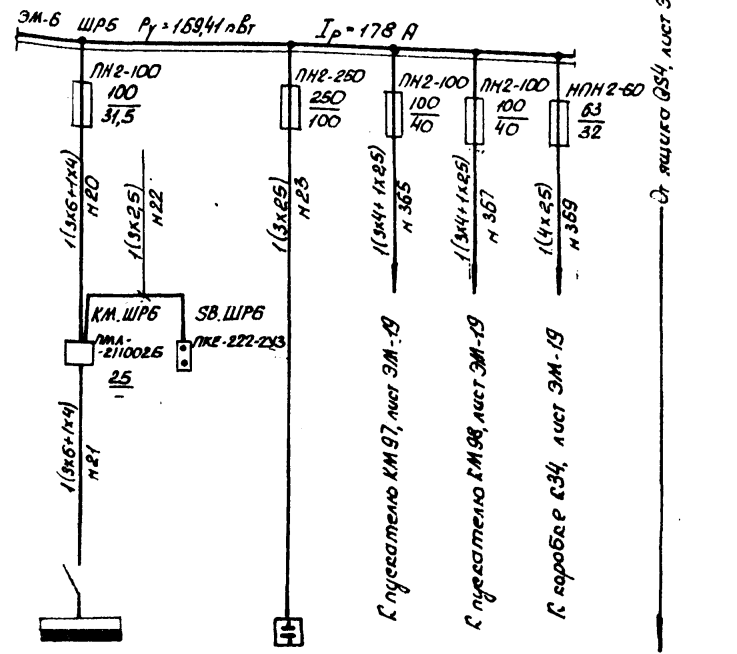 ЭМ-6 ШР6 Ру=169,41 кВт Iр=178 А
ПН2-100
100
31,5
ПН2-250
250
100
ПН2-100
100
40
ПН2-100
100
40
НПН2-60
63
32
1(3х6+1х4)
н20
1(3х2,5)
н22
1(3х25)
н23
1(3х4+1х2,5)
н365
1(3х4+1х2,5)
н367
1(4х2,5)
н369
От ящика QS4, лист Э
КМ.ШР6
ПМЛ-
-211002Б
25
–
SB.ШР6
ПКЕ-222-2У3
1(3х6+1х4)
н21
К пускателю КМ97, лист ЭМ-19
К пускателю КМ98, лист ЭМ-19
К коробке К34, лист ЭМ-19